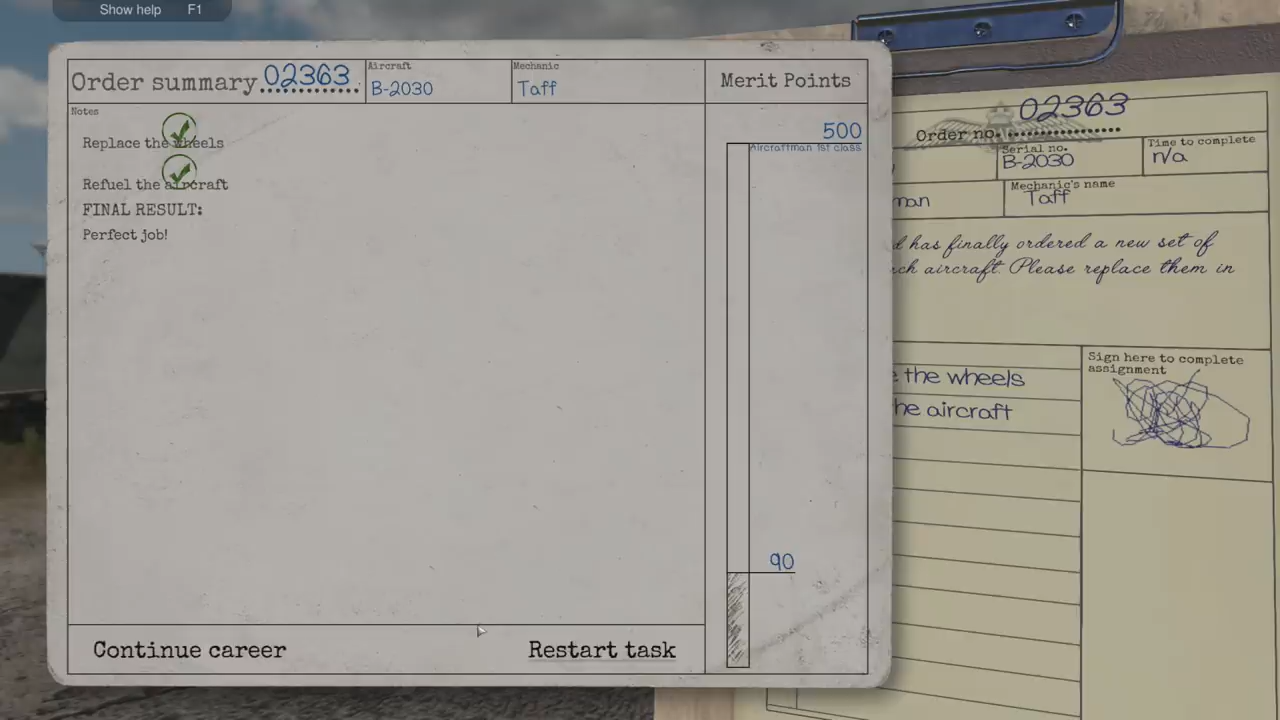 Show help F1
Order summary 02363
Aircraft
B-2030
Mechanic
Taff
Merit Points
Notes
Replace the wheels
Refuel the aircraft
FINAL RESULT:
Perfect job!
500
Aircraftman 1st class
90
Continue career
Restart task
Order no. 02363
Serial no.
B-2030
Time to complete
n/a
man
Mechanic's name
Taff
has finally ordered a new set of
aircraft. Please replace them in
the wheels
he aircraft
Sign here to complete
assignment